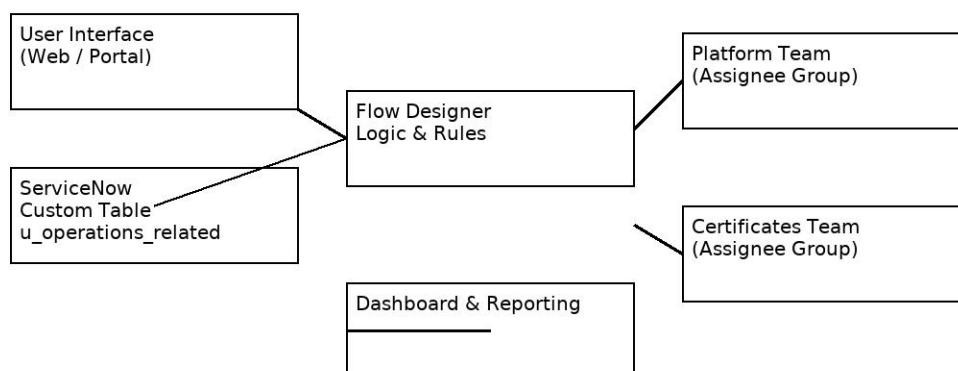 User Interface
(Web / Portal)
ServiceNow
Custom Table
u_operations_related
Flow Designer
Logic & Rules
Dashboard & Reporting
Platform Team
(Assignee Group)
Certificates Team
(Assignee Group)